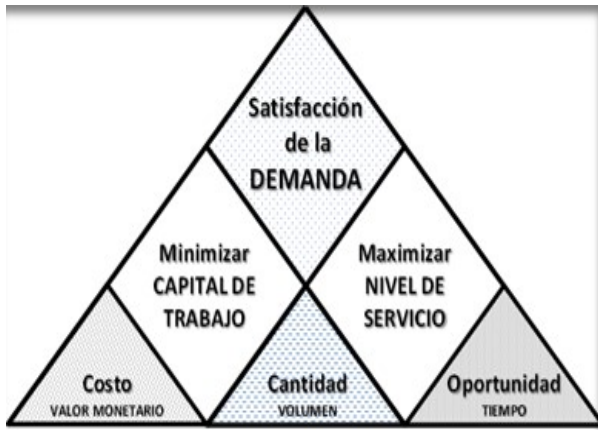 Satisfacción
de la
DEMANDA
Minimizar
CAPITAL DE
TRABAJO
Maximizar
NIVEL DE
SERVICIO
Costo
VALOR MONETARIO
Cantidad
VOLUMEN
Oportunidad
TIEMPO